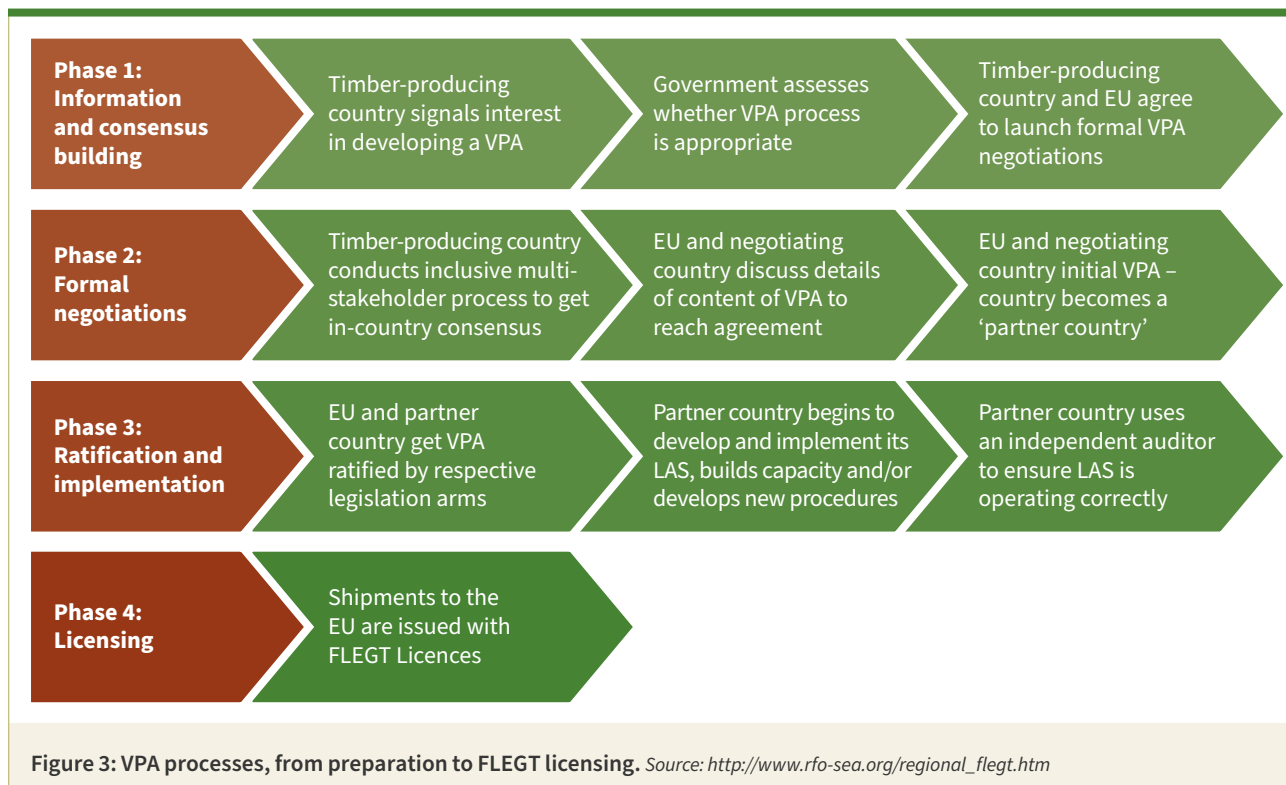 Phase 1:
Information
and consensus
building
Timber-producing
country signals interest
in developing a VPA
Government assesses
whether VPA process
is appropriate
Timber-producing
country and EU agree
to launch formal VPA
negotiations
Phase 2:
Formal
negotiations
Timber-producing country
conducts inclusive multi-
stakeholder process to get
in-country consensus
EU and negotiating
country discuss details
of content of VPA to
reach agreement
EU and negotiating
country initial VPA –
country becomes a
‘partner country’
Phase 3:
Ratification and
implementation
EU and partner
country get VPA
ratified by respective
legislation arms
Partner country begins to
develop and implement its
LAS, builds capacity and/or
develops new procedures
Partner country uses
an independent auditor
to ensure LAS is
operating correctly
Phase 4:
Licensing
Shipments to the
EU are issued with
FLEGT Licences
Figure 3: VPA processes, from preparation to FLEGT licensing. Source: http://www.rfo-sea.org/regional_flegt.htm